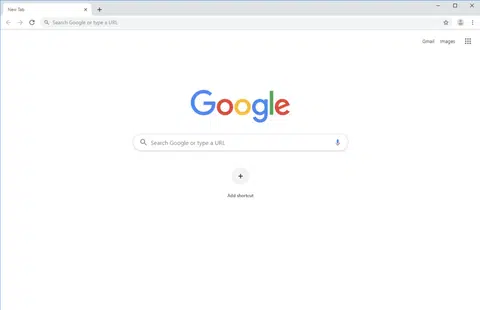 New Tab
Search Google or type a URL
Gmail Images
Google
Search Google or type a URL
Add shortcut